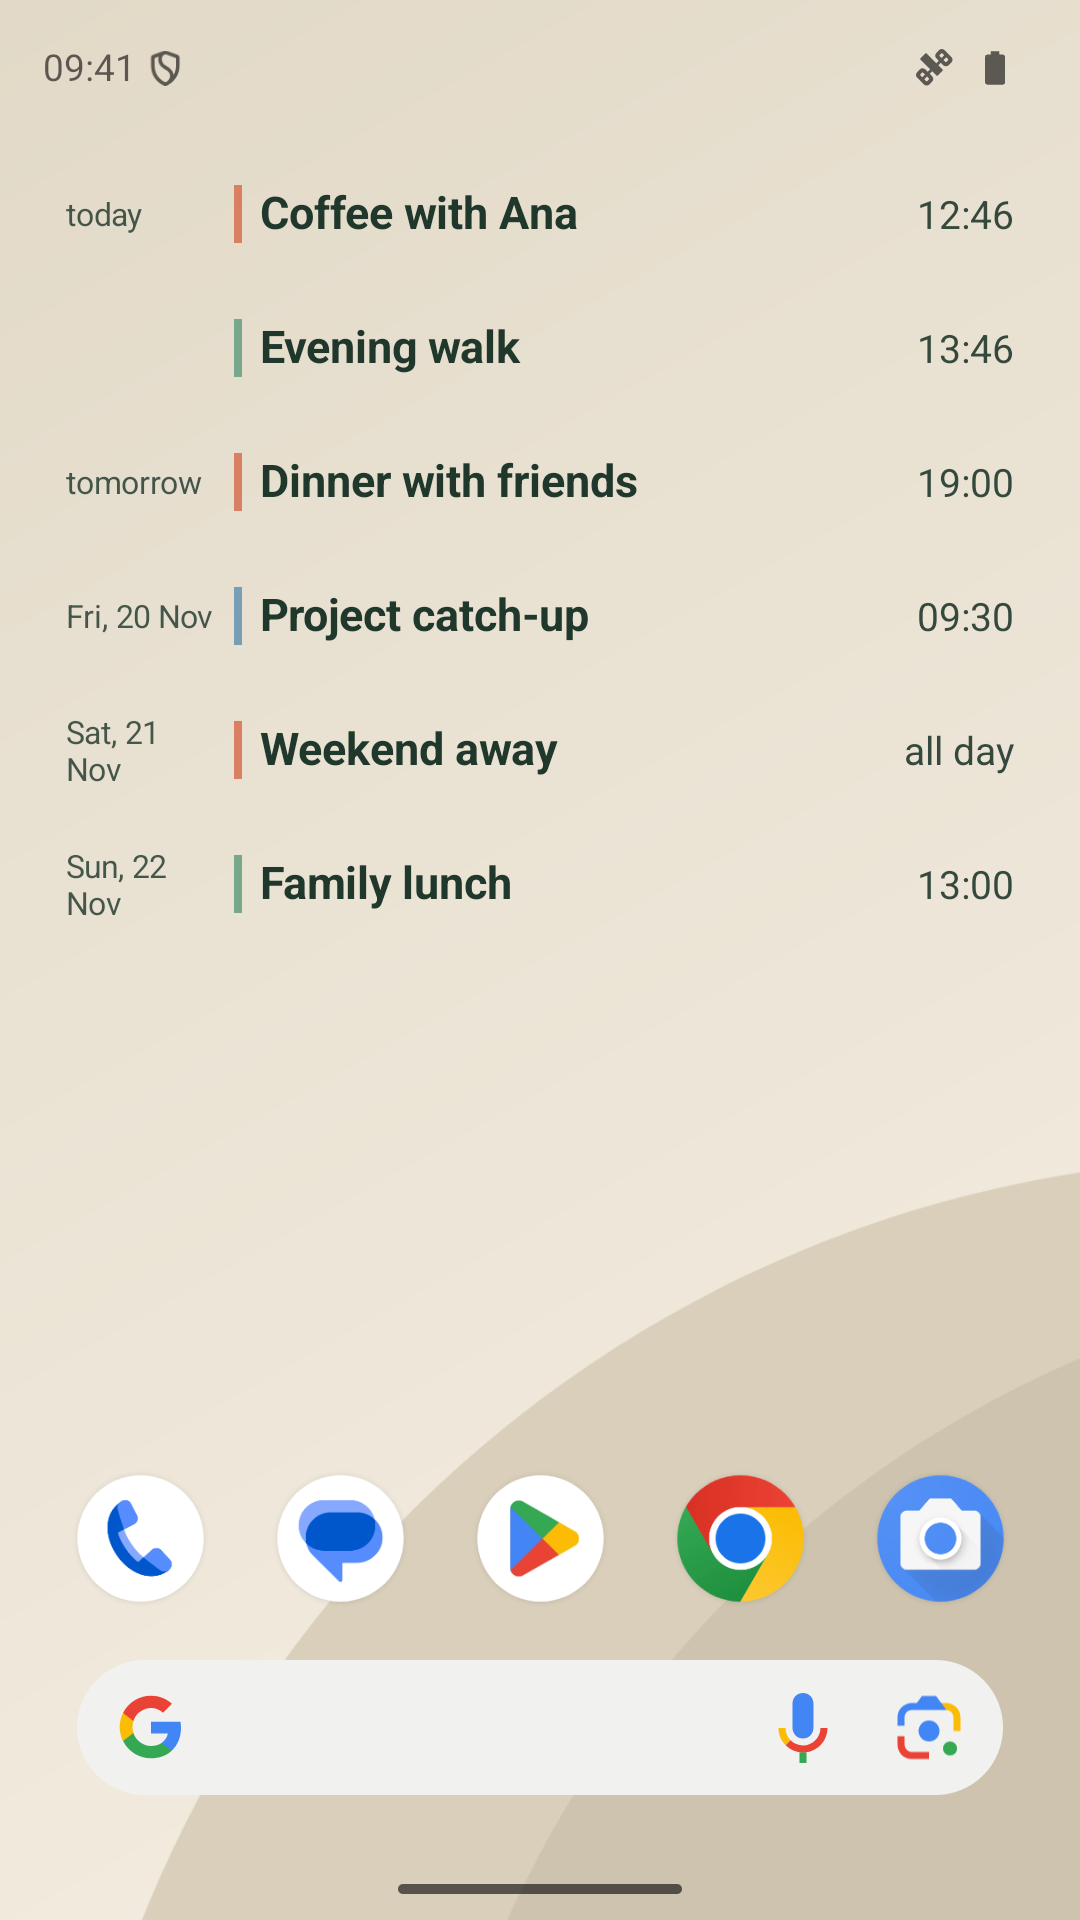 09:41
today Coffee with Ana 12:46
Evening walk 13:46
tomorrow Dinner with friends 19:00
Fri, 20 Nov Project catch-up 09:30
Sat, 21
Nov Weekend away all day
Sun, 22
Nov Family lunch 13:00